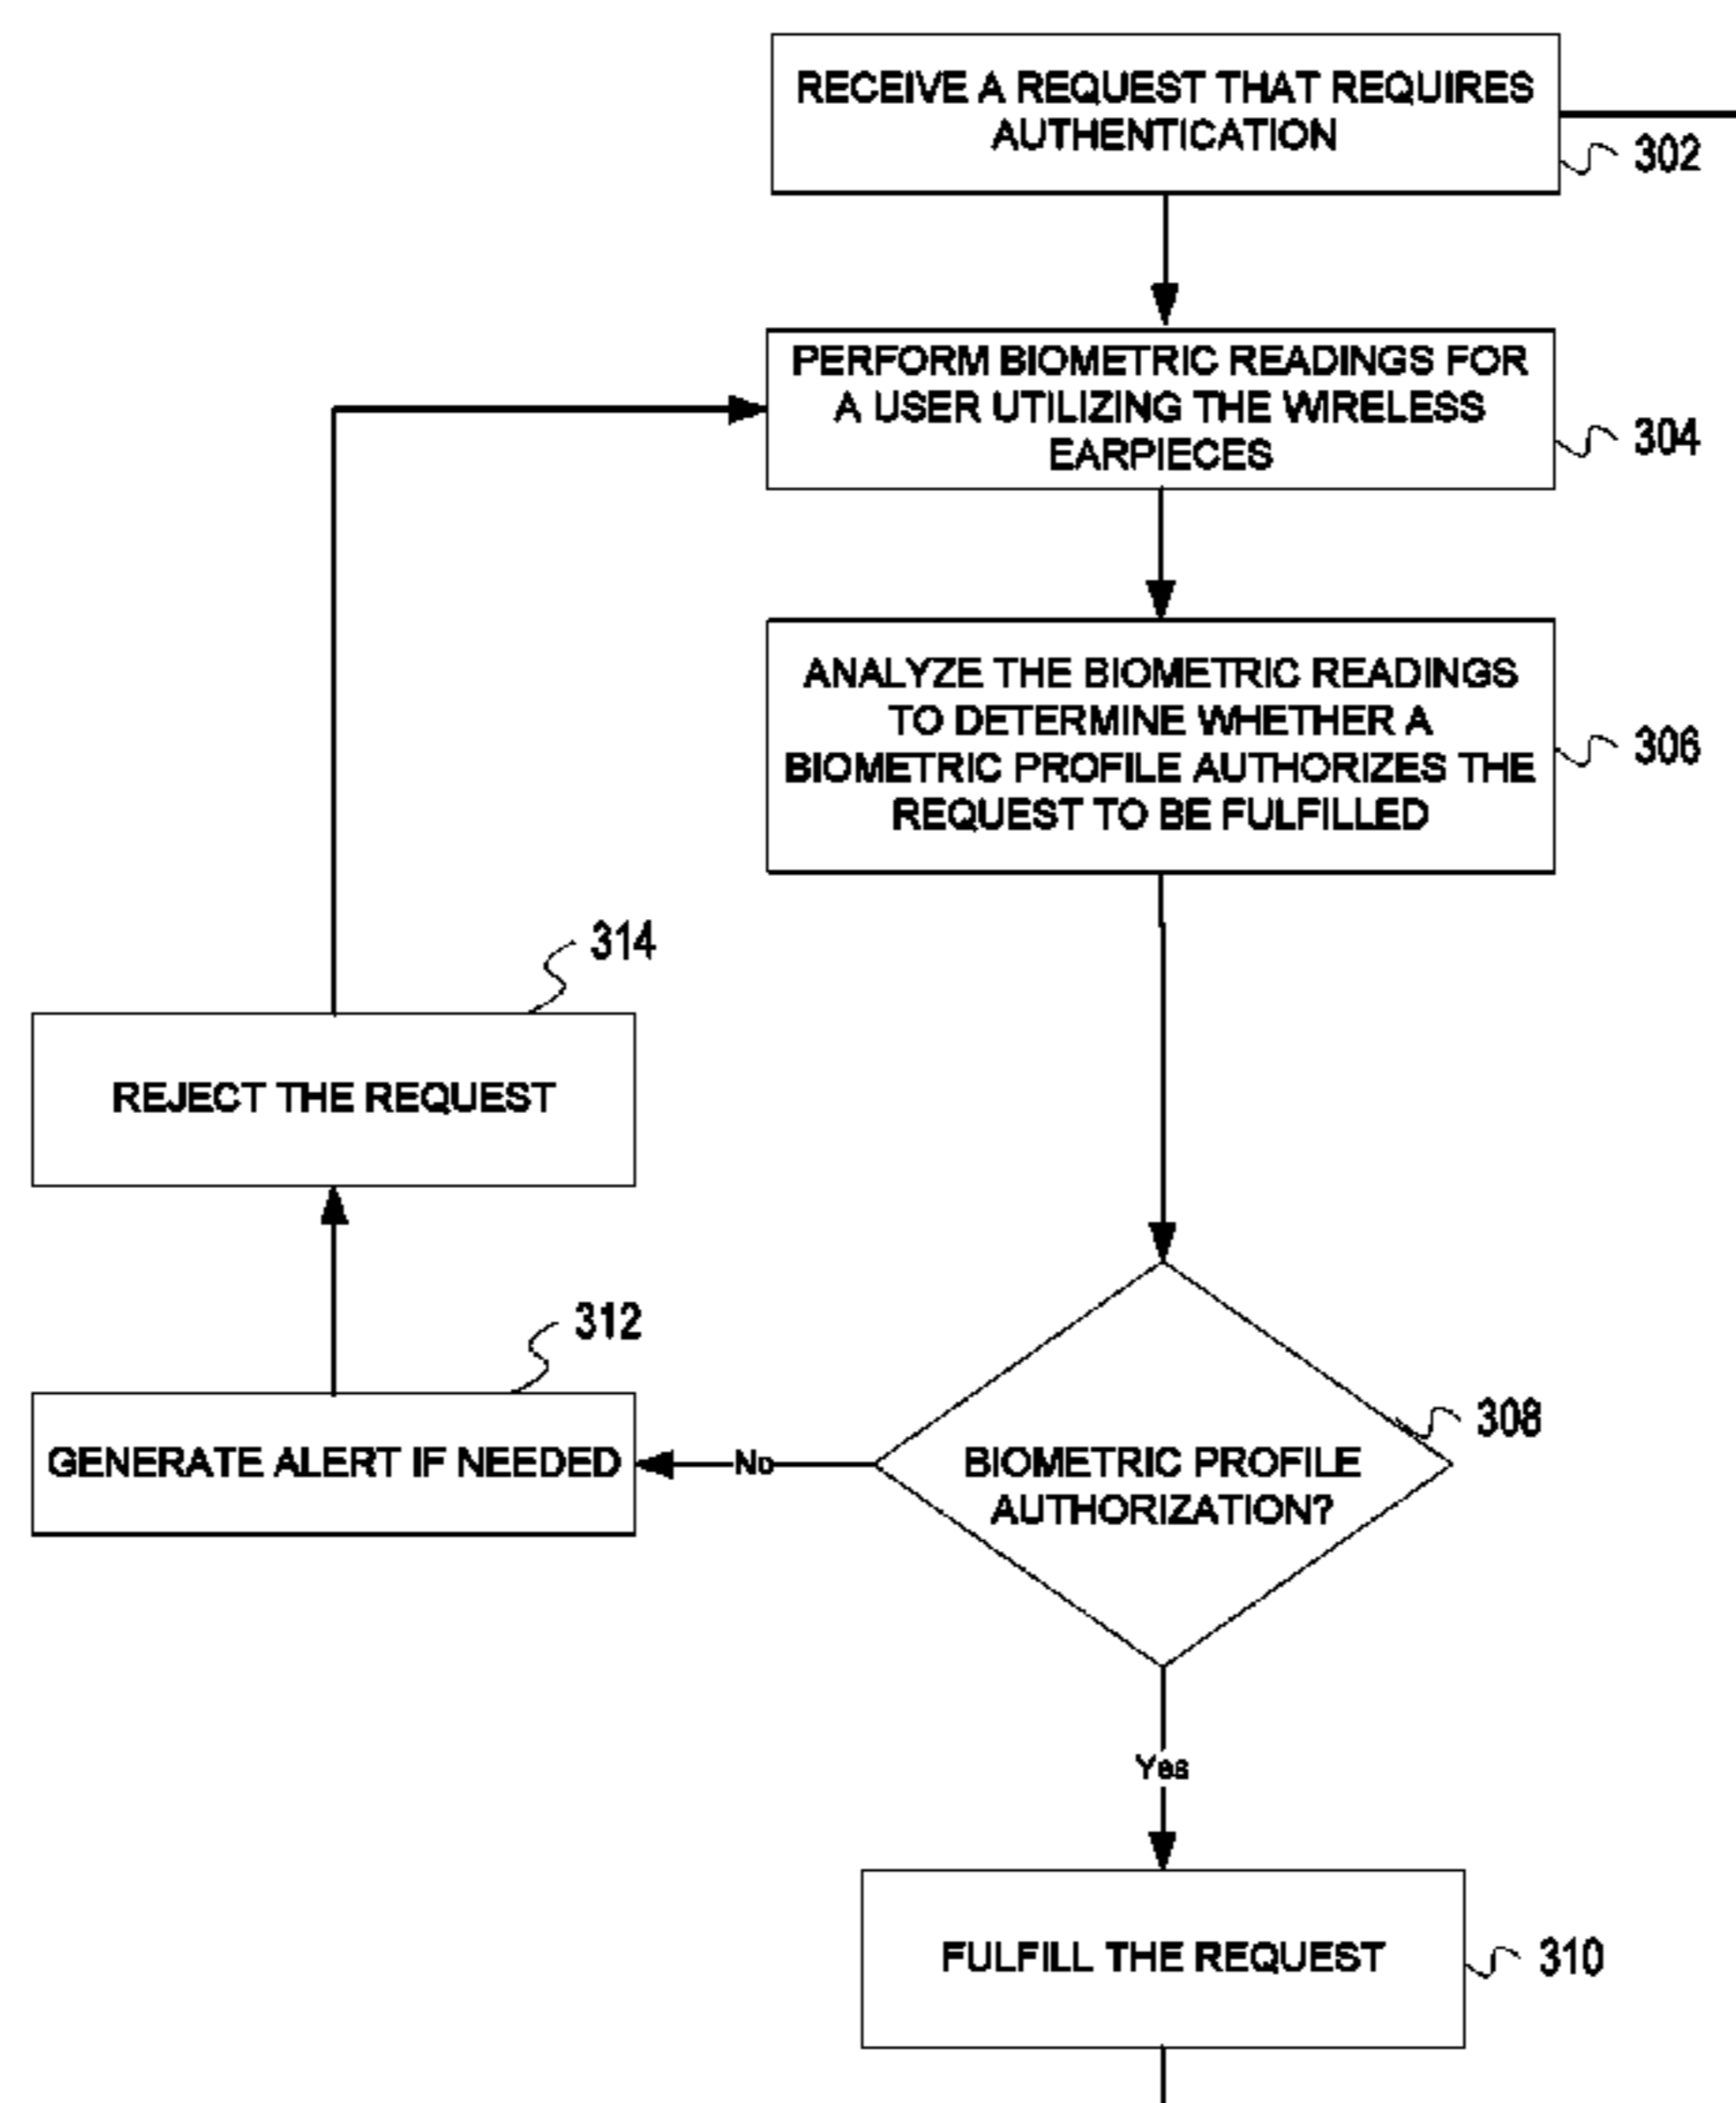 RECEIVE A REQUEST THAT REQUIRES
AUTHENTICATION
302
PERFORM BIOMETRIC READINGS FOR
A USER UTILIZING THE WIRELESS
EARPIECES
304
ANALYZE THE BIOMETRIC READINGS
TO DETERMINE WHETHER A
BIOMETRIC PROFILE AUTHORIZES THE
REQUEST TO BE FULFILLED
306
314
REJECT THE REQUEST
312
GENERATE ALERT IF NEEDED
No
308
BIOMETRIC PROFILE
AUTHORIZATION?
Yes
FULFILL THE REQUEST
310